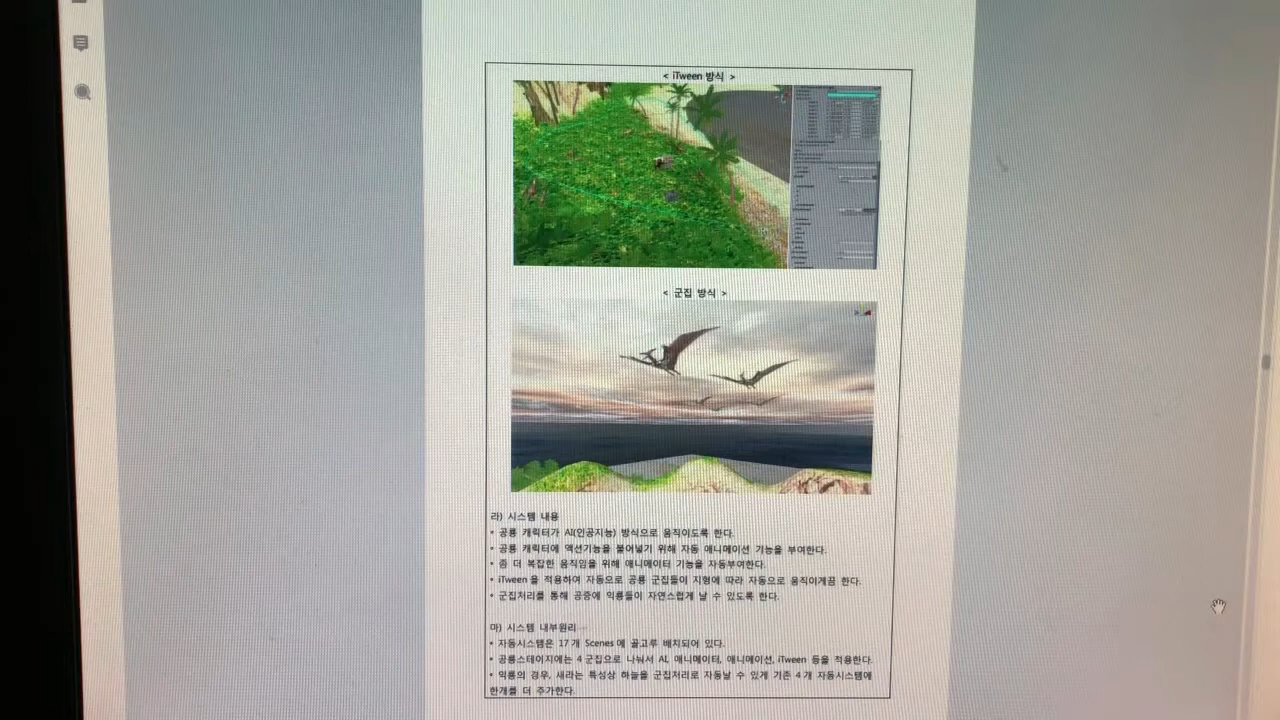 < iTween 방식 >
< 군집 방식 >
라) 시스템 내용
• 공룡 캐릭터가 AI(인공지능) 방식으로 움직이도록 한다.
• 공룡 캐릭터에 액션기능을 불어넣기 위해 자동 애니메이션 기능을 부여한다.
• 좀 더 복잡한 움직임을 위해 애니메이터 기능을 자동부여한다.
• iTween 을 적용하여 자동으로 공룡 군집들이 지형에 따라 자동으로 움직이게끔 한다.
• 군집처리를 통해 공중에 익룡들이 자연스럽게 날 수 있도록 한다.
마) 시스템 내부원리
• 자동시스템은 17 개 Scenes 에 골고루 배치되어 있다.
• 공룡스테이지에는 4 군집으로 나눠서 AI, 애니메이터, 애니메이션, iTween 등을 적용한다.
• 익룡의 경우, 새라는 특성상 하늘을 군집처리로 자동날 수 있게 기존 4 개 자동시스템에
한개를 더 추가한다.